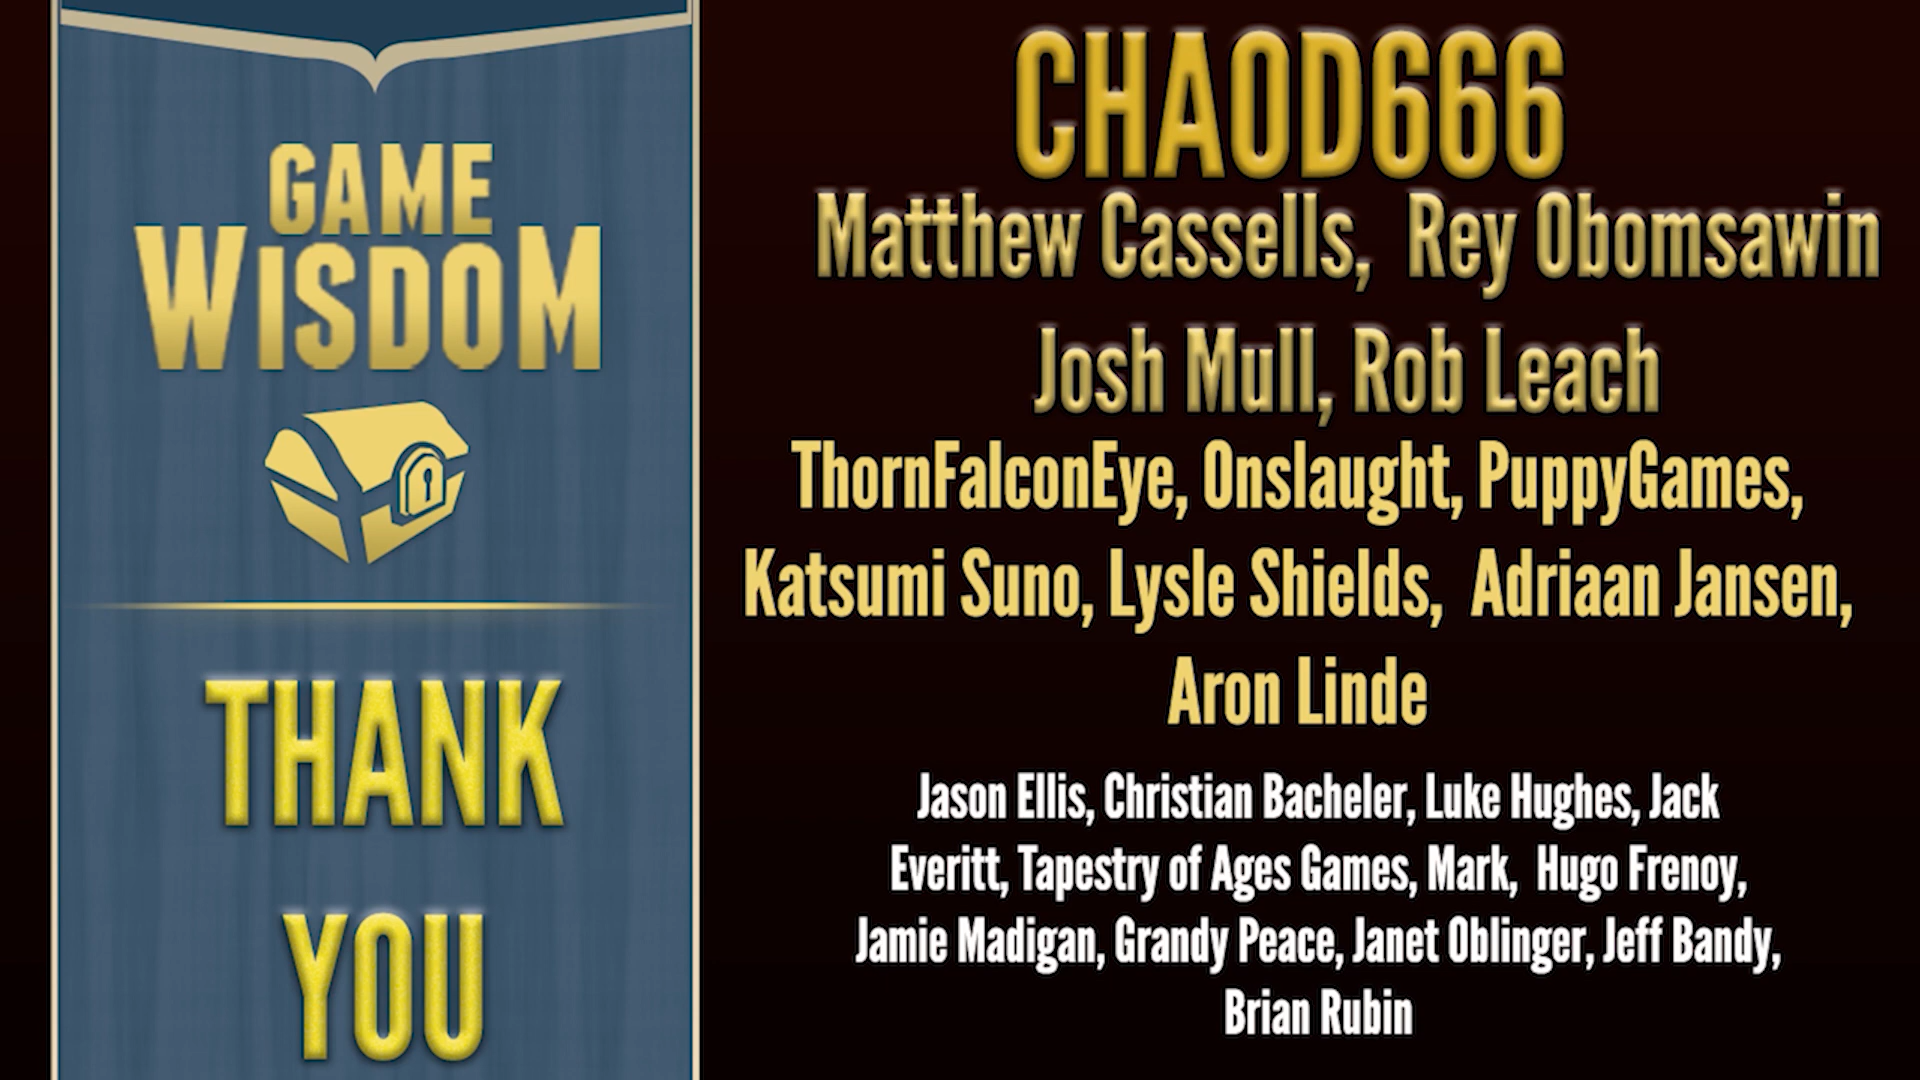 GAME
WISDOM
THANK
YOU
CHAOD666
Matthew Cassells, Rey Obomsawin
Josh Mull, Rob Leach
ThornFalconEye, Onslaught, PuppyGames,
Katsumi Suno, Lysle Shields, Adriaan Jansen,
Aron Linde
Jason Ellis, Christian Bacheler, Luke Hughes, Jack
Everitt, Tapestry of Ages Games, Mark, Hugo Frenoy,
Jamie Madigan, Grandy Peace, Janet Oblinger, Jeff Bandy,
Brian Rubin